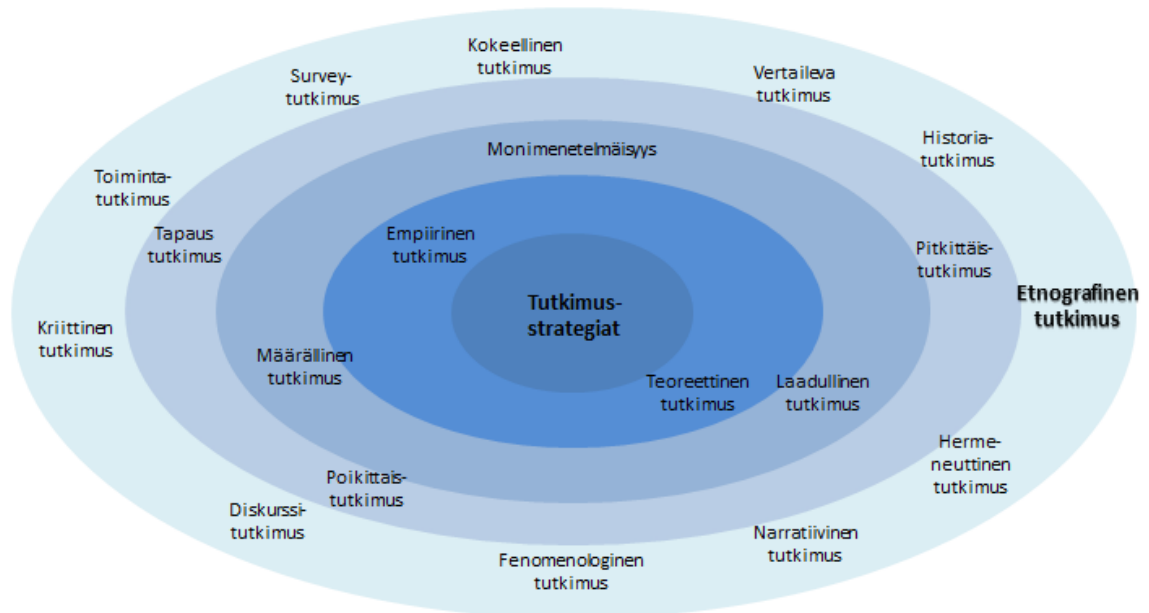 Kokeellinen
tutkimus
Survey-
tutkimus
Vertaileva
tutkimus
Historia-
tutkimus
Monimenetelmäisyys
Toiminta-
tutkimus
Tapaus
tutkimus
Empiirinen
tutkimus
Pitkittäis-
tutkimus
Etnografinen
tutkimus
Tutkimus-
strategiat
Kriittinen
tutkimus
Määrällinen
tutkimus
Teoreettinen
tutkimus
Laadullinen
tutkimus
Herme-
neuttinen
tutkimus
Poikittais-
tutkimus
Diskurssi-
tutkimus
Narratiivinen
tutkimus
Fenomenologinen
tutkimus